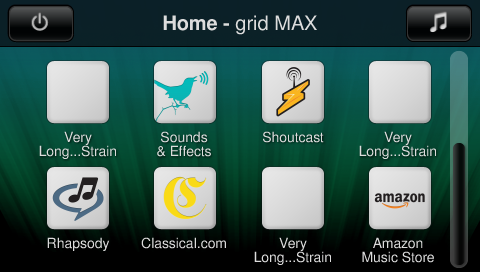 Home - grid MAX
Very
Long...Strain
Sounds
& Effects
Shoutcast
Very
Long...Strain
Rhapsody
C
Classical.com
Very
Long...Strain
amazon
Amazon
Music Store